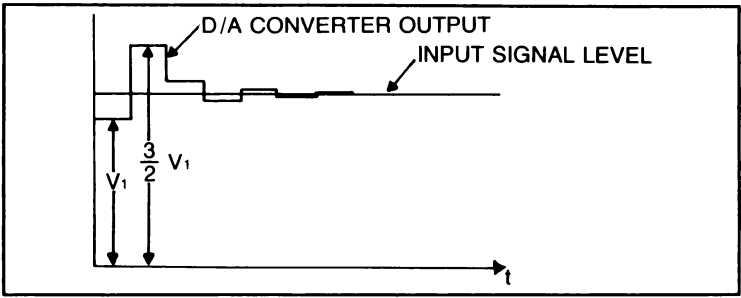 D/A CONVERTER OUTPUT
INPUT SIGNAL LEVEL
V₁
3/2 V₁
t